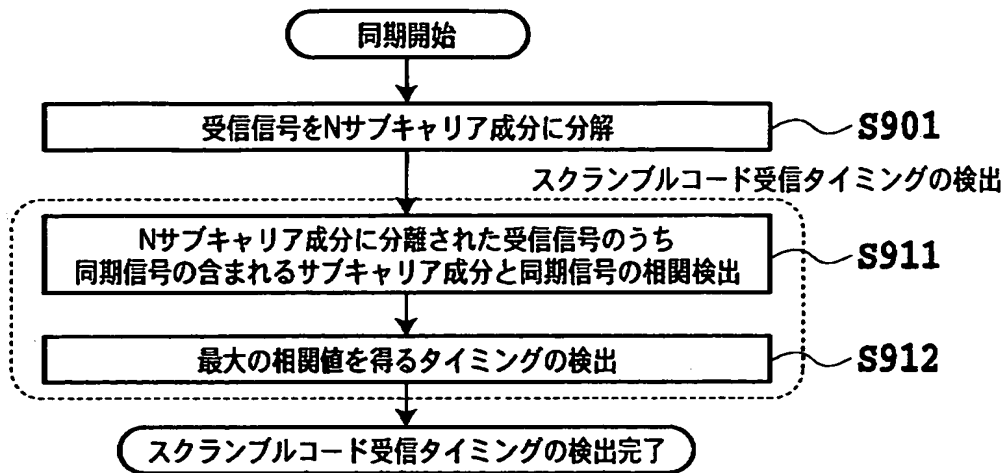 同期開始
受信信号をNサブキャリア成分に分解
S901
スクランブルコード受信タイミングの検出
Nサブキャリア成分に分離された受信信号のうち
同期信号の含まれるサブキャリア成分と同期信号の相関検出
S911
最大の相関値を得るタイミングの検出
S912
スクランブルコード受信タイミングの検出完了